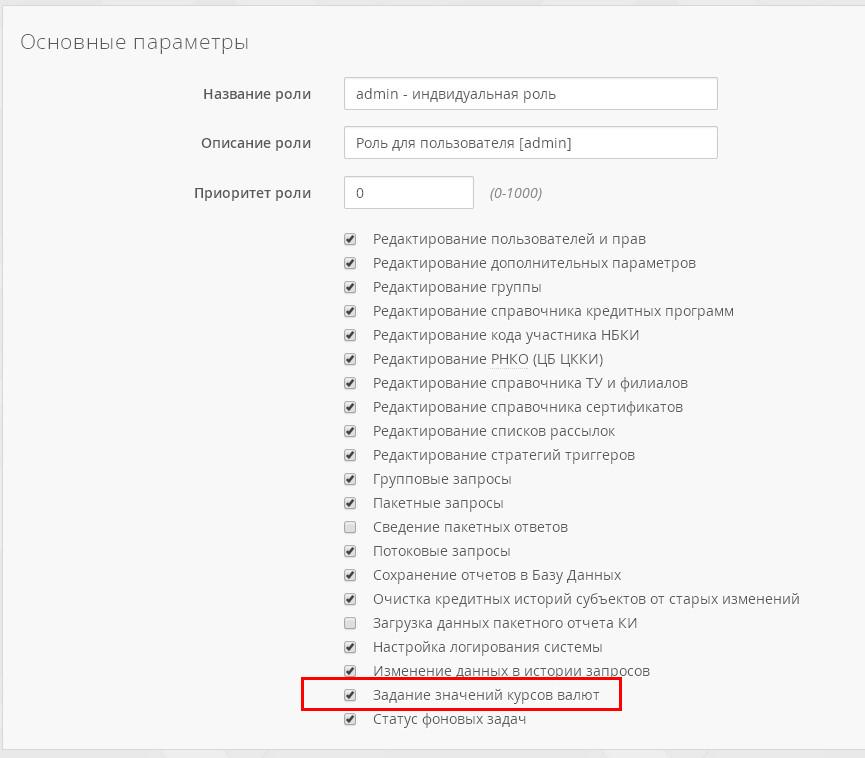 Основные параметры
Название роли admin - индвидуальная роль
Описание роли Роль для пользователя [admin]
Приоритет роли 0 (0-1000)
Редактирование пользователей и прав
Редактирование дополнительных параметров
Редактирование группы
Редактирование справочника кредитных программ
Редактирование кода участника НБКИ
Редактирование РНКО (ЦБ ЦККИ)
Редактирование справочника ТУ и филиалов
Редактирование справочника сертификатов
Редактирование списков рассылок
Редактирование стратегий триггеров
Групповые запросы
Пакетные запросы
Сведение пакетных ответов
Потоковые запросы
Сохранение отчетов в Базу Данных
Очистка кредитных историй субъектов от старых изменений
Загрузка данных пакетного отчета КИ
Настройка логирования системы
Изменение данных в истории запросов
Задание значений курсов валют
Статус фоновых задач